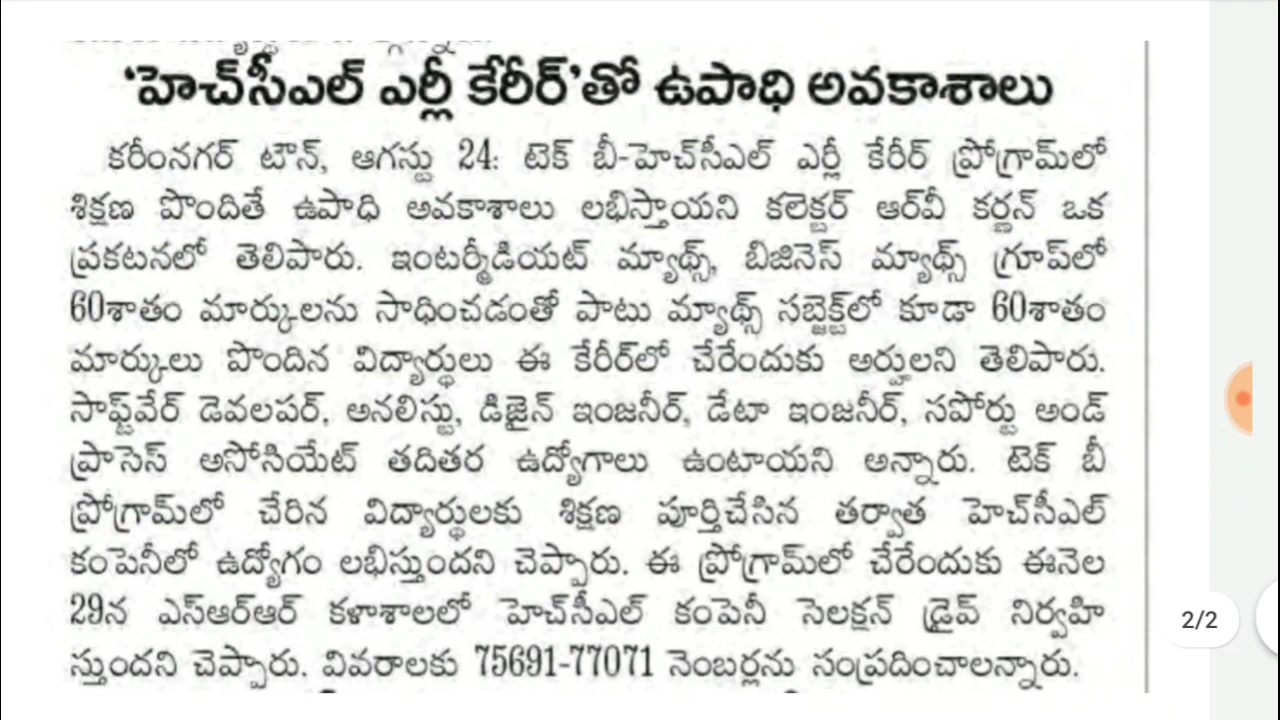 'హెచ్‌సీఎల్ ఎర్లీ కేరీర్'తో ఉపాధి అవకాశాలు
కరీంనగర్ టౌన్, ఆగస్టు 24: టెక్ బీ-హెచ్‌సీఎల్ ఎర్లీ కేరీర్ ప్రోగ్రామ్‌లో
శిక్షణ పొందితే ఉపాధి అవకాశాలు లభిస్తాయని కలెక్టర్ ఆర్‌వీ కర్ణన్ ఒక
ప్రకటనలో తెలిపారు. ఇంటర్మీడియట్ మ్యాథ్స్, బిజినెస్ మ్యాథ్స్ గ్రూప్‌లో
60శాతం మార్కులను సాధించడంతో పాటు మ్యాథ్స్ సబ్జెక్ట్‌లో కూడా 60శాతం
మార్కులు పొందిన విద్యార్థులు ఈ కేరీర్‌లో చేరేందుకు అర్హులని తెలిపారు.
సాఫ్ట్‌వేర్ డెవలపర్, అనలిస్టు, డిజైన్ ఇంజనీర్, డేటా ఇంజనీర్, సపోర్టు అండ్
ప్రాసెస్ అసోసియేట్ తదితర ఉద్యోగాలు ఉంటాయని అన్నారు. టెక్ బీ
ప్రోగ్రామ్‌లో చేరిన విద్యార్థులకు శిక్షణ పూర్తిచేసిన తర్వాత హెచ్‌సీఎల్
కంపెనీలో ఉద్యోగం లభిస్తుందని చెప్పారు. ఈ ప్రోగ్రామ్‌లో చేరేందుకు ఈనెల
29న ఎస్ఆర్ఆర్ కళాశాలలో హెచ్‌సీఎల్ కంపెనీ సెలక్షన్ డ్రైవ్ నిర్వహి
స్తుందని చెప్పారు. వివరాలకు 75691-77071 నెంబర్లను సంప్రదించాలన్నారు.
2/2